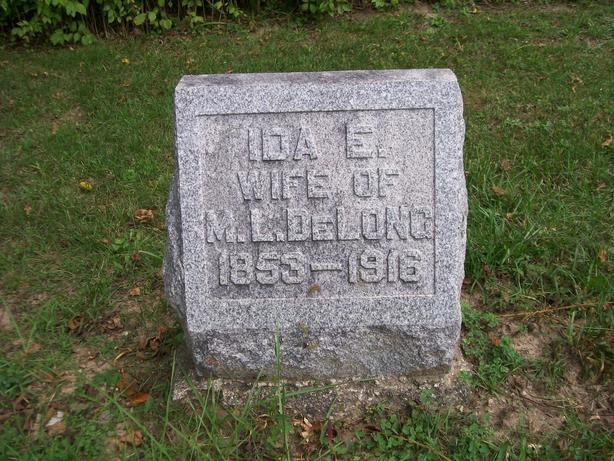 IDA E.
WIFE OF
M.L.DELONG
1853–1916